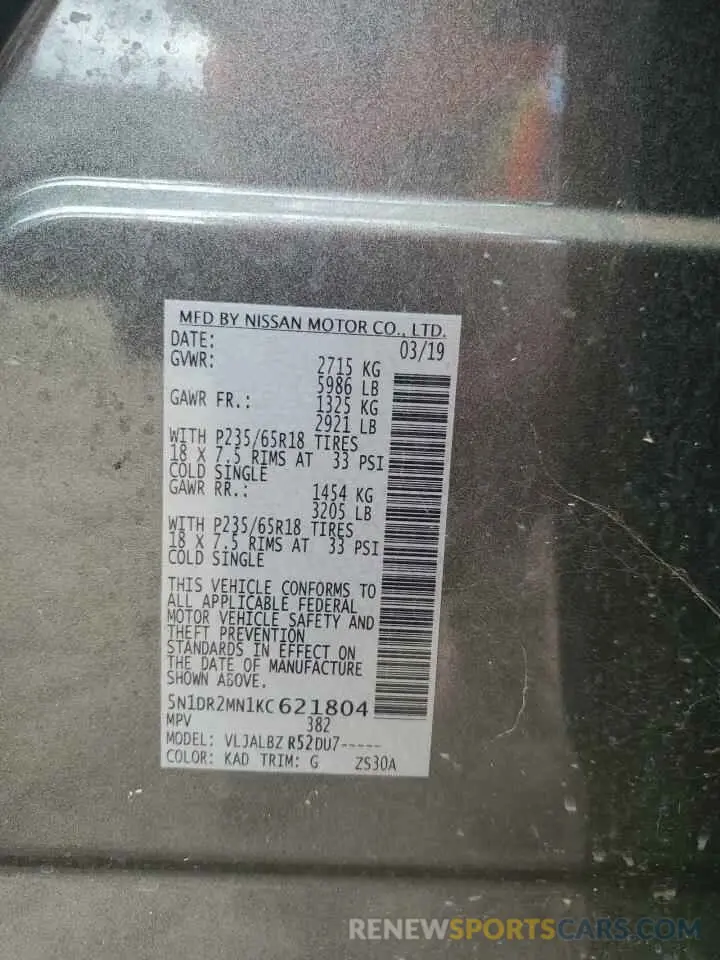 MFD BY NISSAN MOTOR CO., LTD.
DATE: 03/19
GVWR: 2715 KG
5986 LB
GAWR FR.: 1325 KG
2921 LB
WITH P235/65R18 TIRES
18 X 7.5 RIMS AT 33 PSI
COLD SINGLE
GAWR RR.: 1454 KG
3205 LB
WITH P235/65R18 TIRES
18 X 7.5 RIMS AT 33 PSI
COLD SINGLE
THIS VEHICLE CONFORMS TO
ALL APPLICABLE FEDERAL
MOTOR VEHICLE SAFETY AND
THEFT PREVENTION
STANDARDS IN EFFECT ON
THE DATE OF MANUFACTURE
SHOWN ABOVE.
5N1DR2MN1KC621804
MPV 382
MODEL: VLJALBZ R52DU7-----
COLOR: KAD TRIM: G ZS30A
RENEWSPORTSCARS.COM